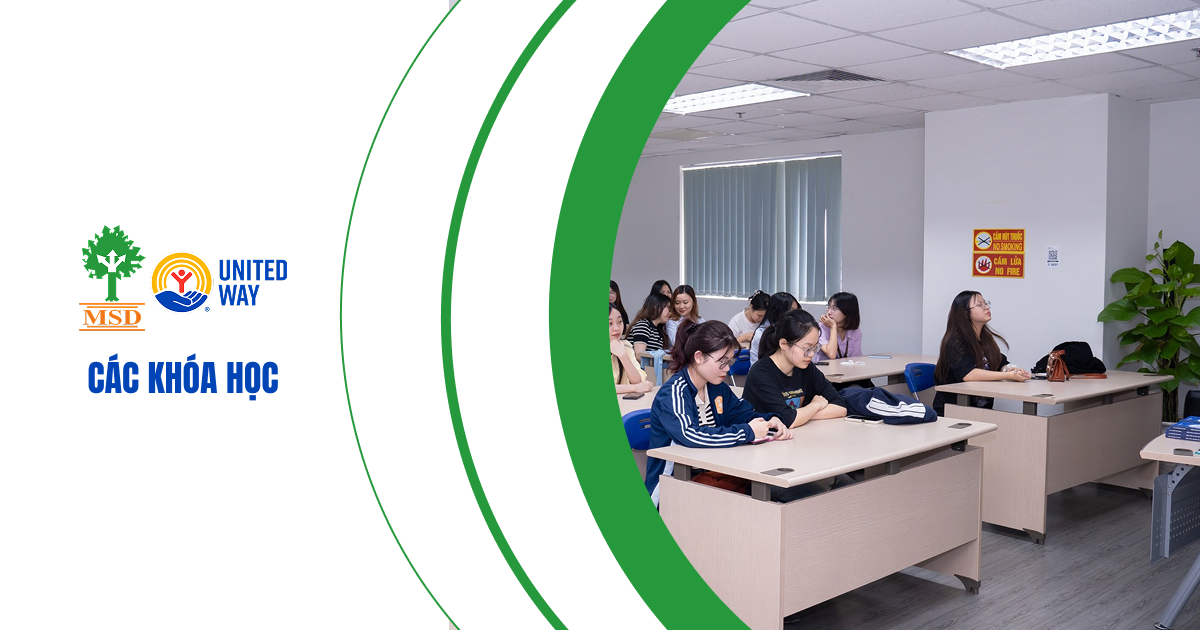 MSD
UNITED
WAY
®
CÁC KHÓA HỌC
CẤM HÚT THUỐC
NO SMOKING
CẤM LỬA
NO FIRE